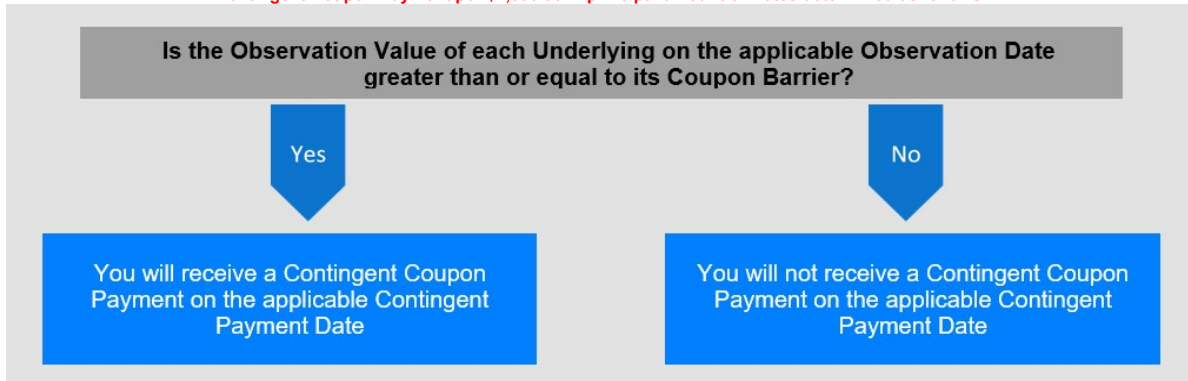 Is the Observation Value of each Underlying on the applicable Observation Date
greater than or equal to its Coupon Barrier?
Yes
No
You will receive a Contingent Coupon
Payment on the applicable Contingent
Payment Date
You will not receive a Contingent Coupon
Payment on the applicable Contingent
Payment Date